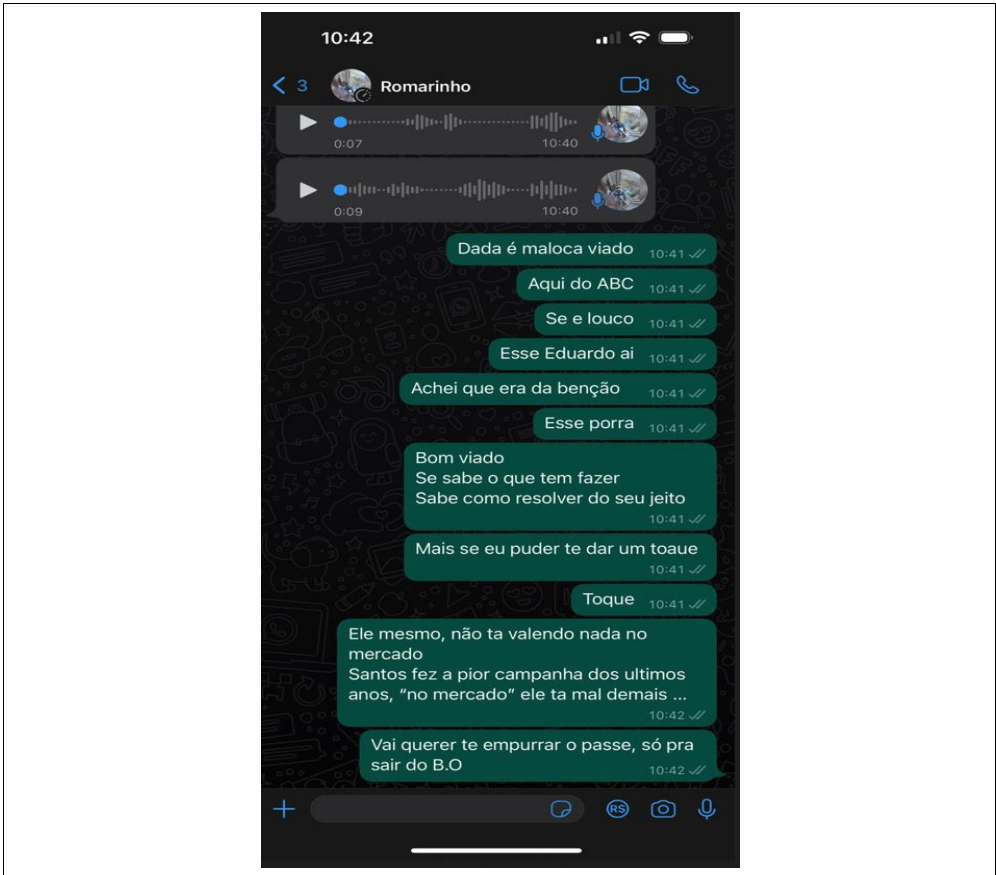 10:42
3 Romarinho
0:07 10:40
0:09 10:40
Dada é maloca viado 10:41
Aqui do ABC 10:41
Se e louco 10:41
Esse Eduardo ai 10:41
Achei que era da benção 10:41
Esse porra 10:41
Bom viado
Se sabe o que tem fazer
Sabe como resolver do seu jeito
10:41
Mais se eu puder te dar um toaue
10:41
Toque 10:41
Ele mesmo, não ta valendo nada no
mercado
Santos fez a pior campanha dos ultimos
anos, “no mercado” ele ta mal demais ...
10:42
Vai querer te empurrar o passe, só pra
sair do B.O 10:42
R$